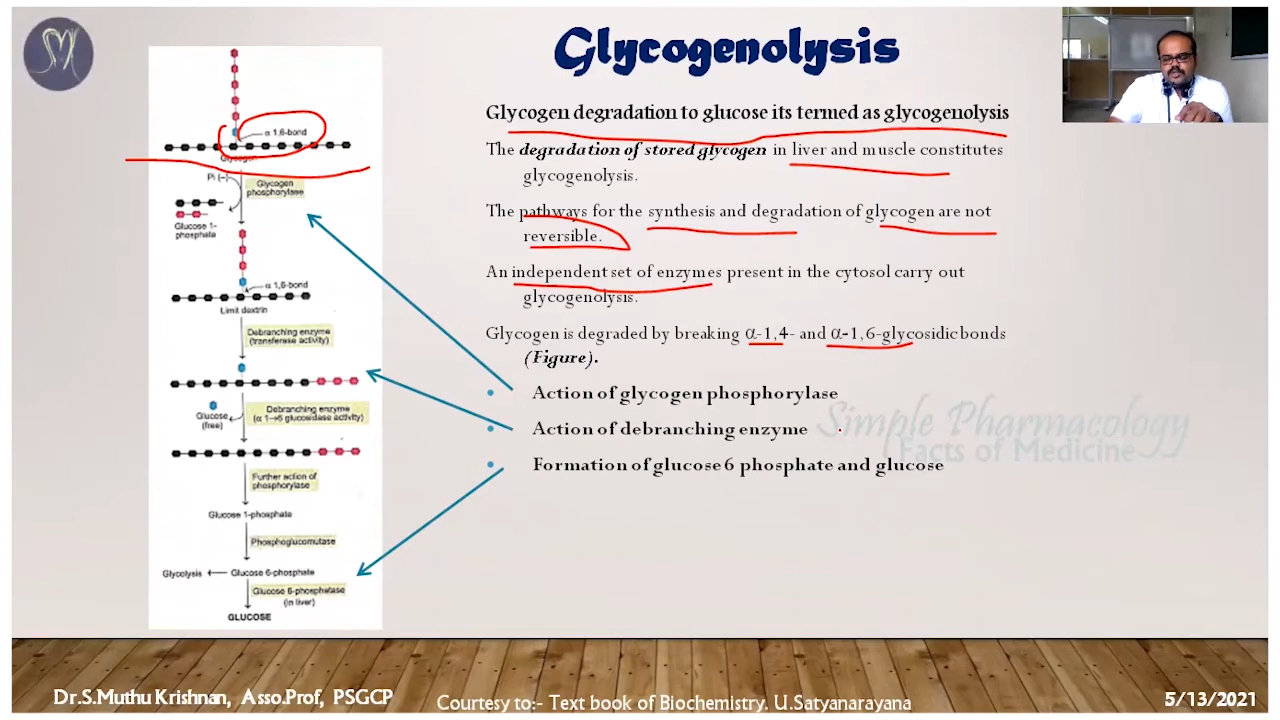 Glycogenolysis
Glycogen degradation to glucose its termed as glycogenolysis
The degradation of stored glycogen in liver and muscle constitutes
glycogenolysis.
The pathways for the synthesis and degradation of glycogen are not
reversible.
An independent set of enzymes present in the cytosol carry out
glycogenolysis.
Glycogen is degraded by breaking α-1,4- and α-1,6-glycosidic bonds
(Figure).
• Action of glycogen phosphorylase
• Action of debranching enzyme
• Formation of glucose 6 phosphate and glucose
SM
α 1,6-bond
Glycogen
Pi (−)
Glycogen
phosphorylase
Glucose 1-
phosphate
α 1,6-bond
Limit dextrin
Debranching enzyme
(transferase activity)
Glucose
(free)
Debranching enzyme
(α 1→6 glucosidase activity)
Further action of
phosphorylase
Glucose 1-phosphate
Phosphoglucomutase
Glycolysis ← Glucose 6-phosphate
Glucose 6-phosphatase
(in liver)
GLUCOSE
Simple Pharmacology
Facts of Medicine
Dr.S.Muthu Krishnan, Asso.Prof, PSGCP
Courtesy to:- Text book of Biochemistry. U.Satyanarayana
5/13/2021